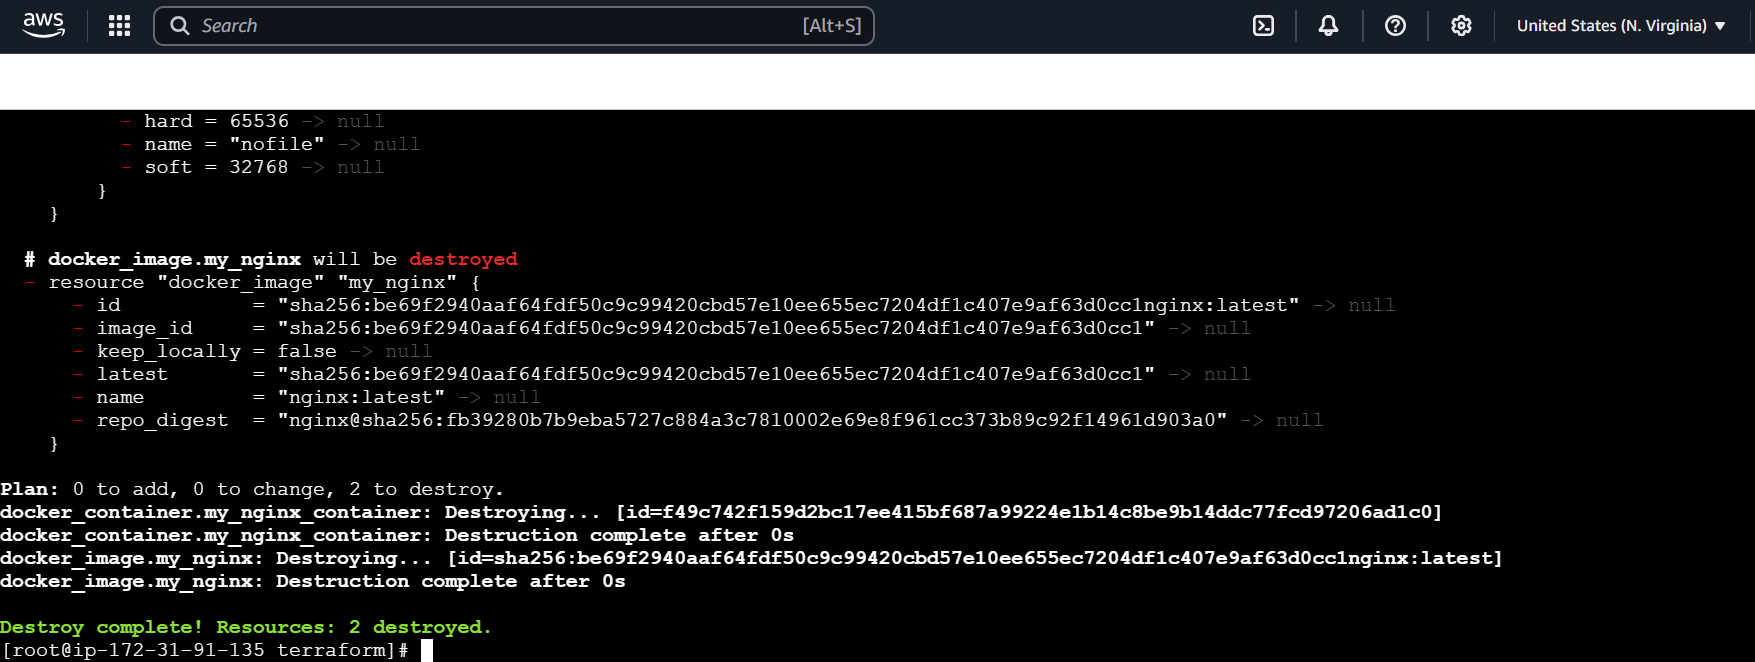 aws Search [Alt+S] United States (N. Virginia)
- hard = 65536 -> null
- name = "nofile" -> null
- soft = 32768 -> null
}
}
# docker_image.my_nginx will be destroyed
- resource "docker_image" "my_nginx" {
- id = "sha256:be69f2940aaf64fdf50c9c99420cbd57e10ee655ec7204df1c407e9af63d0cc1nginx:latest" -> null
- image_id = "sha256:be69f2940aaf64fdf50c9c99420cbd57e10ee655ec7204df1c407e9af63d0cc1" -> null
- keep_locally = false -> null
- latest = "sha256:be69f2940aaf64fdf50c9c99420cbd57e10ee655ec7204df1c407e9af63d0cc1" -> null
- name = "nginx:latest" -> null
- repo_digest = "nginx@sha256:fb39280b7b9eba5727c884a3c7810002e69e8f961cc373b89c92f14961d903a0" -> null
}
Plan: 0 to add, 0 to change, 2 to destroy.
docker_container.my_nginx_container: Destroying... [id=f49c742f159d2bc17ee415bf687a99224e1b14c8be9b14ddc77fcd97206ad1c0]
docker_container.my_nginx_container: Destruction complete after 0s
docker_image.my_nginx: Destroying... [id=sha256:be69f2940aaf64fdf50c9c99420cbd57e10ee655ec7204df1c407e9af63d0cc1nginx:latest]
docker_image.my_nginx: Destruction complete after 0s
Destroy complete! Resources: 2 destroyed.
[root@ip-172-31-91-135 terraform]#